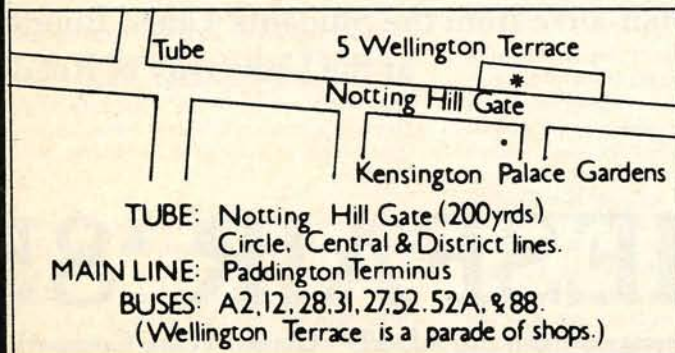 Tube
5 Wellington Terrace
*
Notting Hill Gate
Kensington Palace Gardens
TUBE: Notting Hill Gate (200yrds)
Circle. Central & District lines.
MAIN LINE: Paddington Terminus
BUSES: A2, 12, 28, 31, 27, 52. 52A, & 88.
(Wellington Terrace is a parade of shops.)